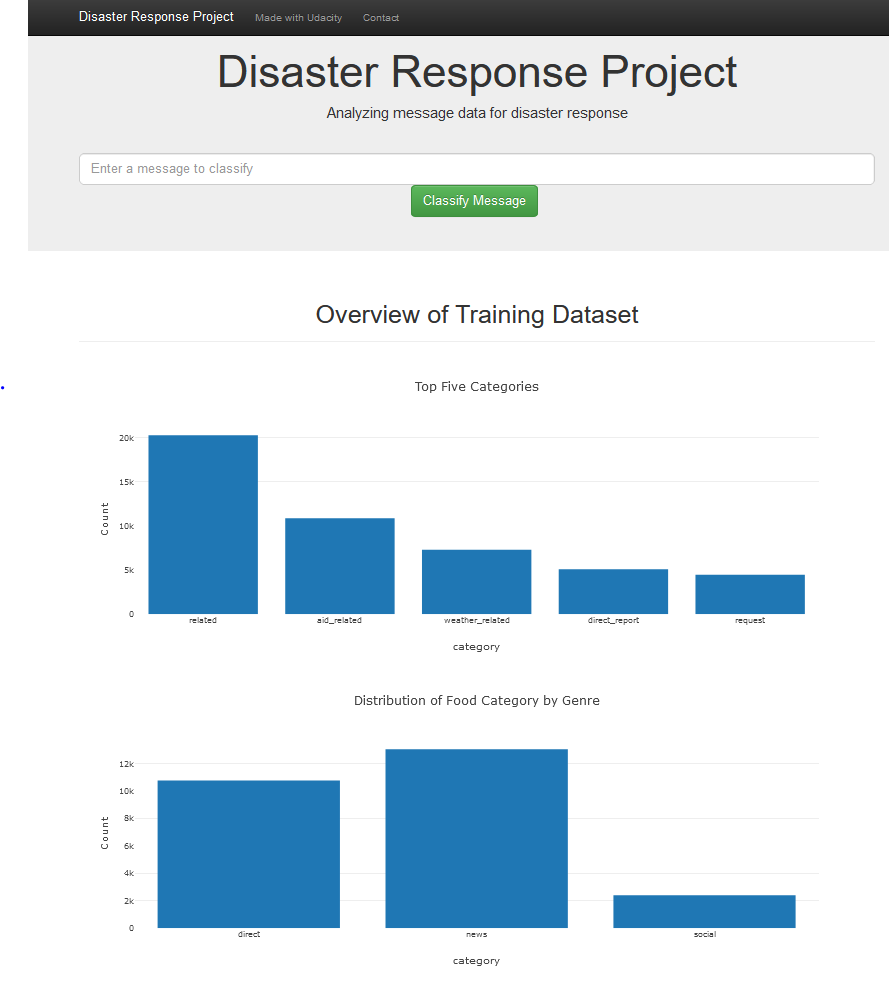 Disaster Response Project Made with Udacity Contact
Disaster Response Project
Analyzing message data for disaster response
Enter a message to classify
Classify Message
Overview of Training Dataset
Top Five Categories
20k
15k
10k
5k
0
Count
related aid_related weather_related direct_report request
category
Distribution of Food Category by Genre
12k
10k
8k
6k
4k
2k
0
Count
direct news social
category